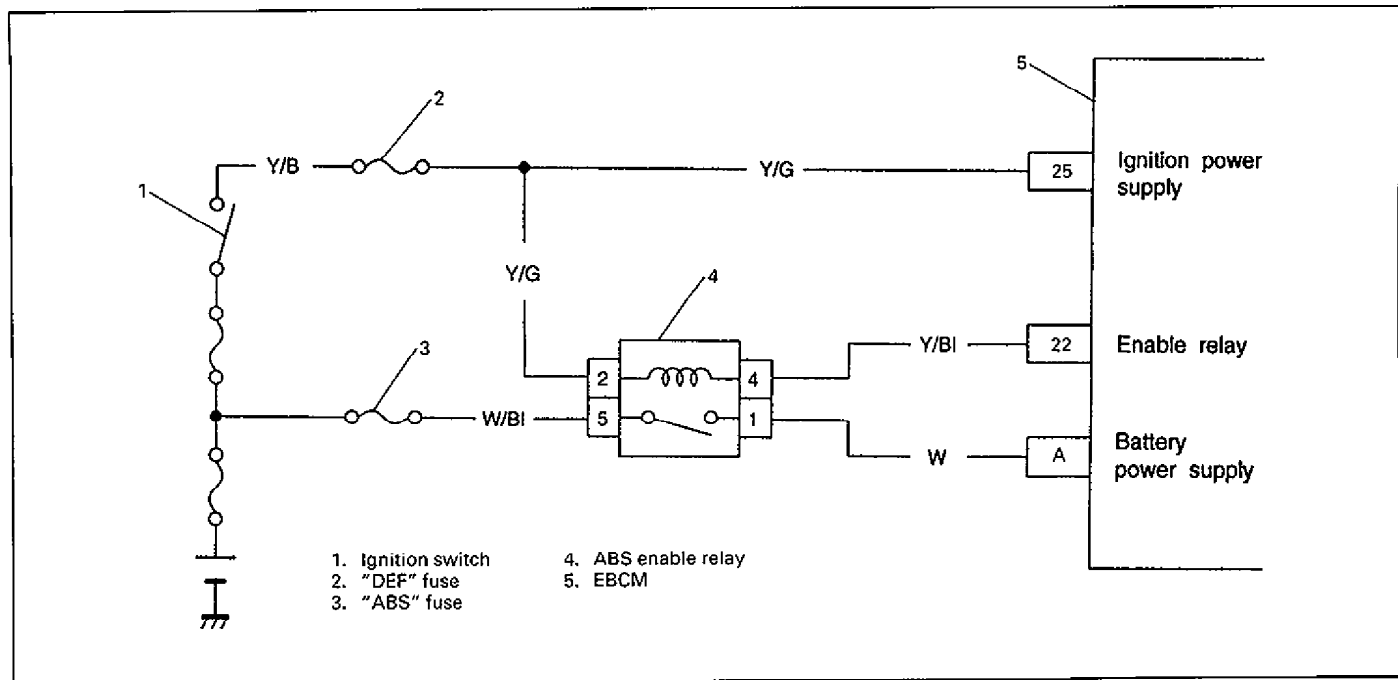 5
2
Y/B
Y/G
25
Ignition power
supply
1
Y/G
4
3
2
4
Y/Bl
22
Enable relay
W/Bl
5
1
W
A
Battery
power supply
1. Ignition switch
2. "DEF" fuse
3. "ABS" fuse
4. ABS enable relay
5. EBCM